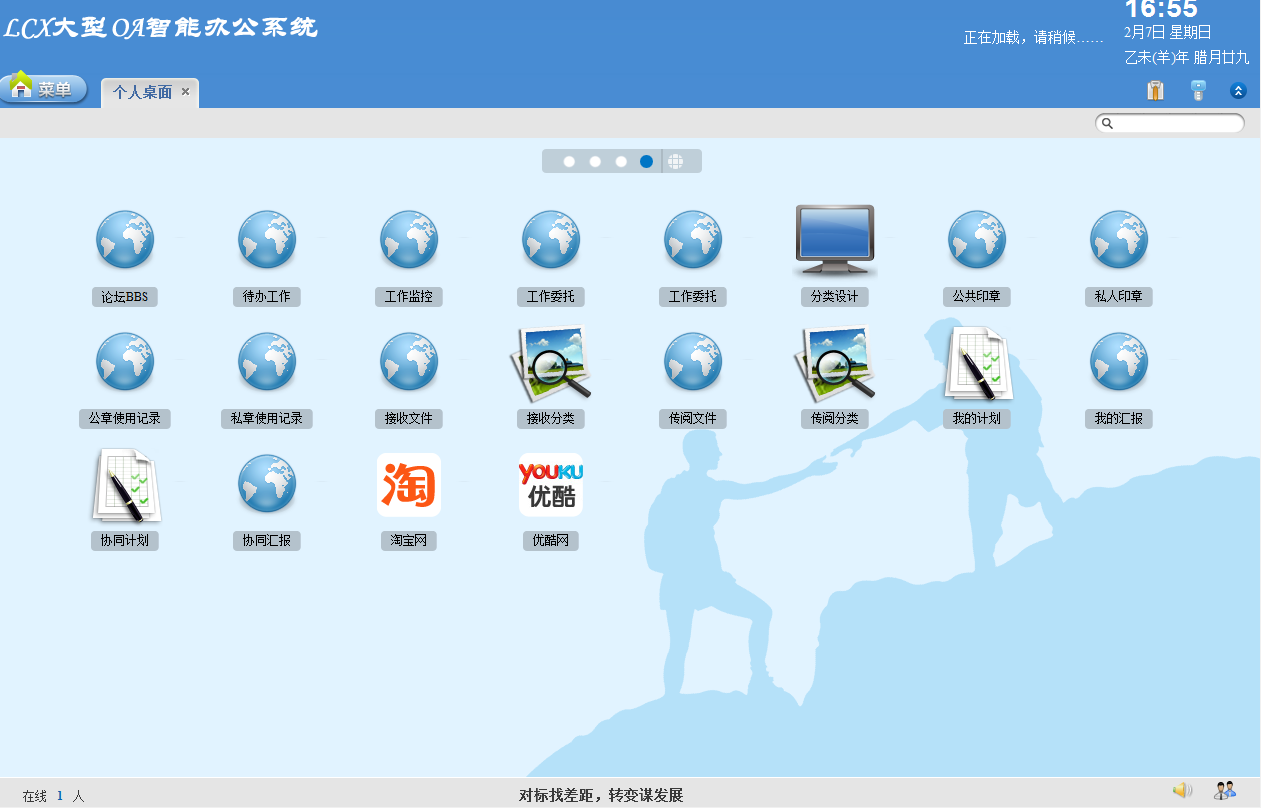 LCX大型OA智能办公系统
16:55
正在加载，请稍候……
2月7日 星期日
乙未(羊)年 腊月廿九
菜单
个人桌面
论坛BBS
待办工作
工作监控
工作委托
工作委托
分类设计
公共印章
私人印章
公章使用记录
私章使用记录
接收文件
接收分类
传阅文件
传阅分类
我的计划
我的汇报
淘
YOUKU
优酷
协同计划
协同汇报
淘宝网
优酷网
在线 1 人
对标找差距，转变谋发展